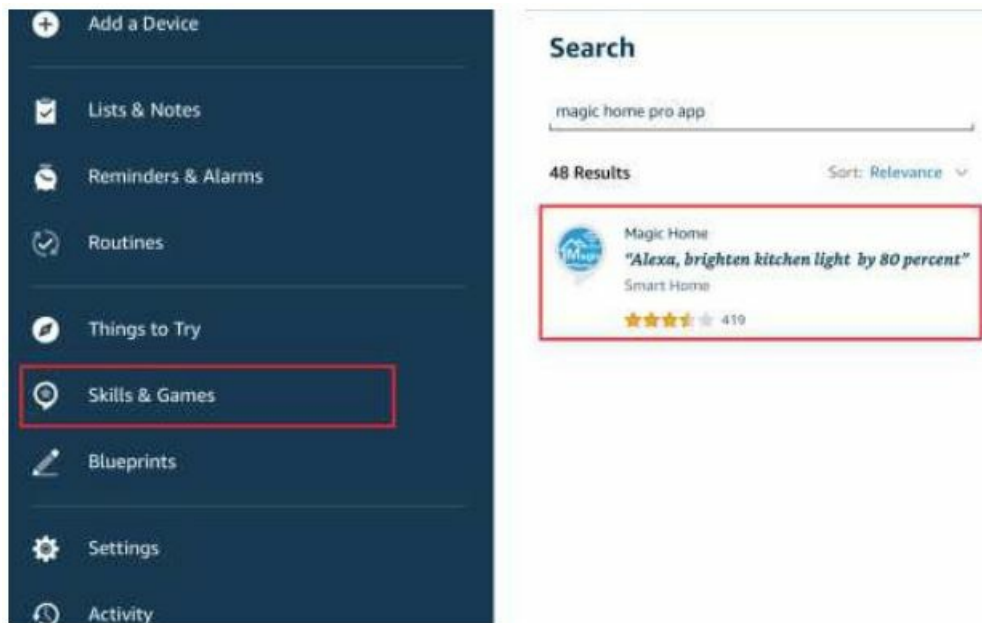 Add a Device
Lists & Notes
Reminders & Alarms
Routines
Things to Try
Skills & Games
Blueprints
Settings
Activity
Search
magic home pro app
48 Results
Sort: Relevance
Magic Home
"Alexa, brighten kitchen light by 80 percent"
Smart Home
419
Magic